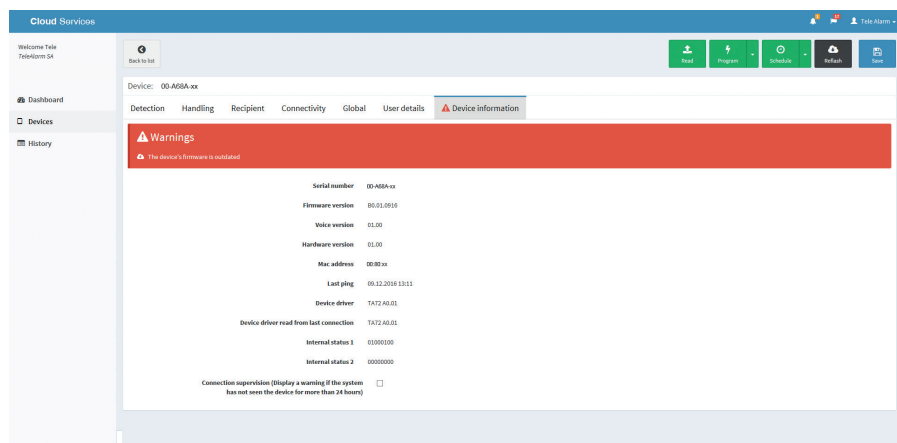 Cloud Services
Tele Alarm
Welcome Tele
TeleAlarm SA
Dashboard
Devices
History
Back to list
Read
Program
Schedule
Reflash
Save
Device: 00-A68A-xx
Detection Handling Recipient Connectivity Global User details Device information
Warnings
The device's firmware is outdated
Serial number 00-A68A-xx
Firmware version B0.01.0916
Voice version 01.00
Hardware version 01.00
Mac address 00:80:xx
Last ping 09.12.2016 13:11
Device driver TA72 A0.01
Device driver read from last connection TA72 A0.01
Internal status 1 01000100
Internal status 2 00000000
Connection supervision (Display a warning if the system
has not seen the device for more than 24 hours)